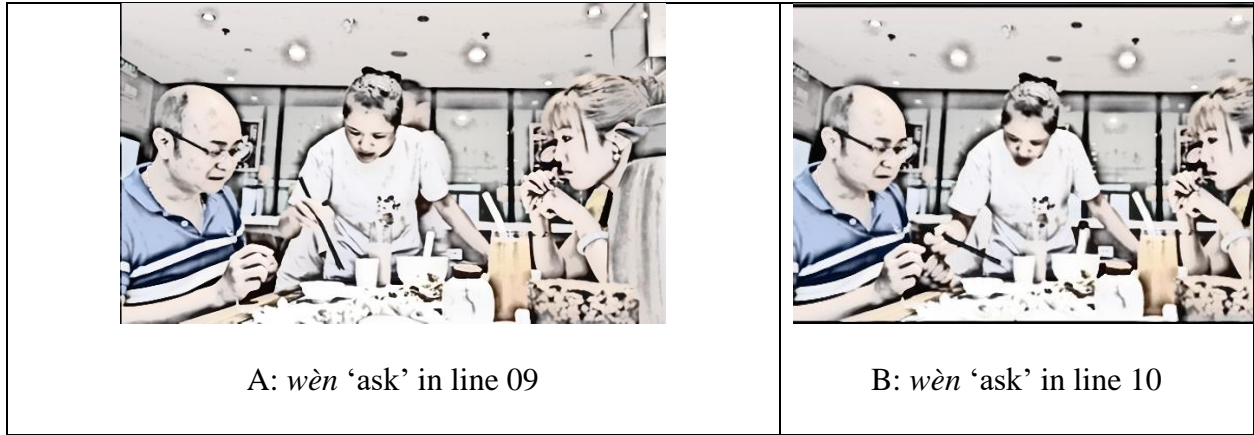 A: wèn ‘ask’ in line 09
B: wèn ‘ask’ in line 10